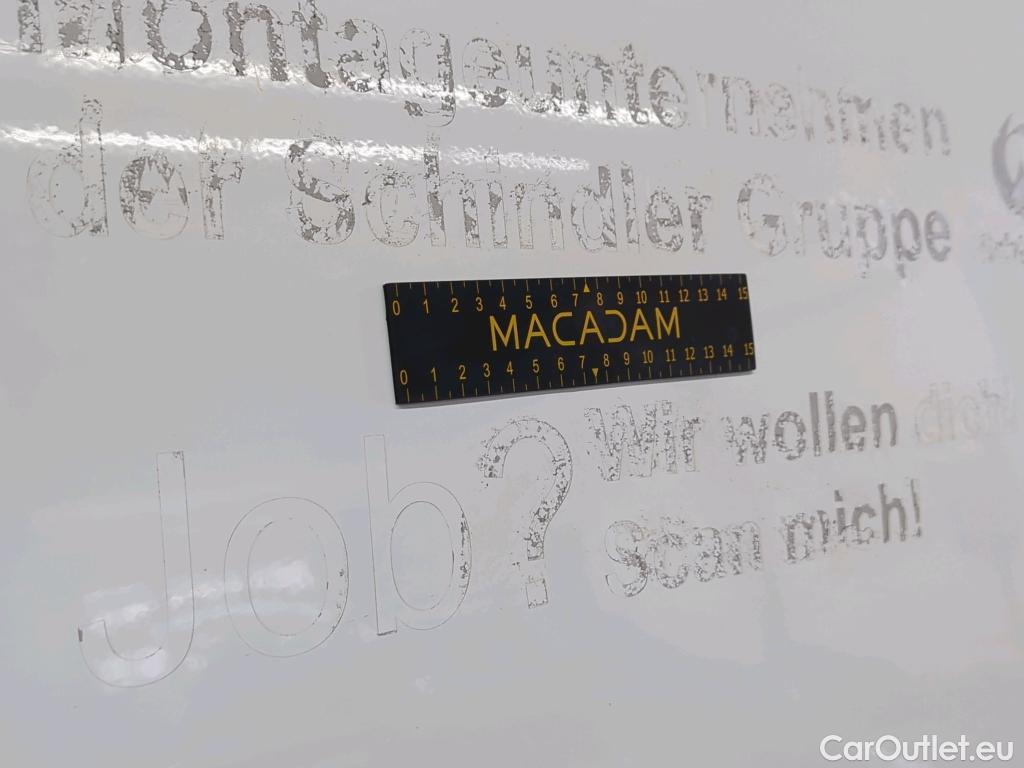 Montageunternehmen
der Schindler Gruppe
0 1 2 3 4 5 6 7 8 9 10 11 12 13 14 15
MACADAM
0 1 2 3 4 5 6 7 8 9 10 11 12 13 14 15
Job? Wir wollen dich!
scan mich!
CarOutlet.eu